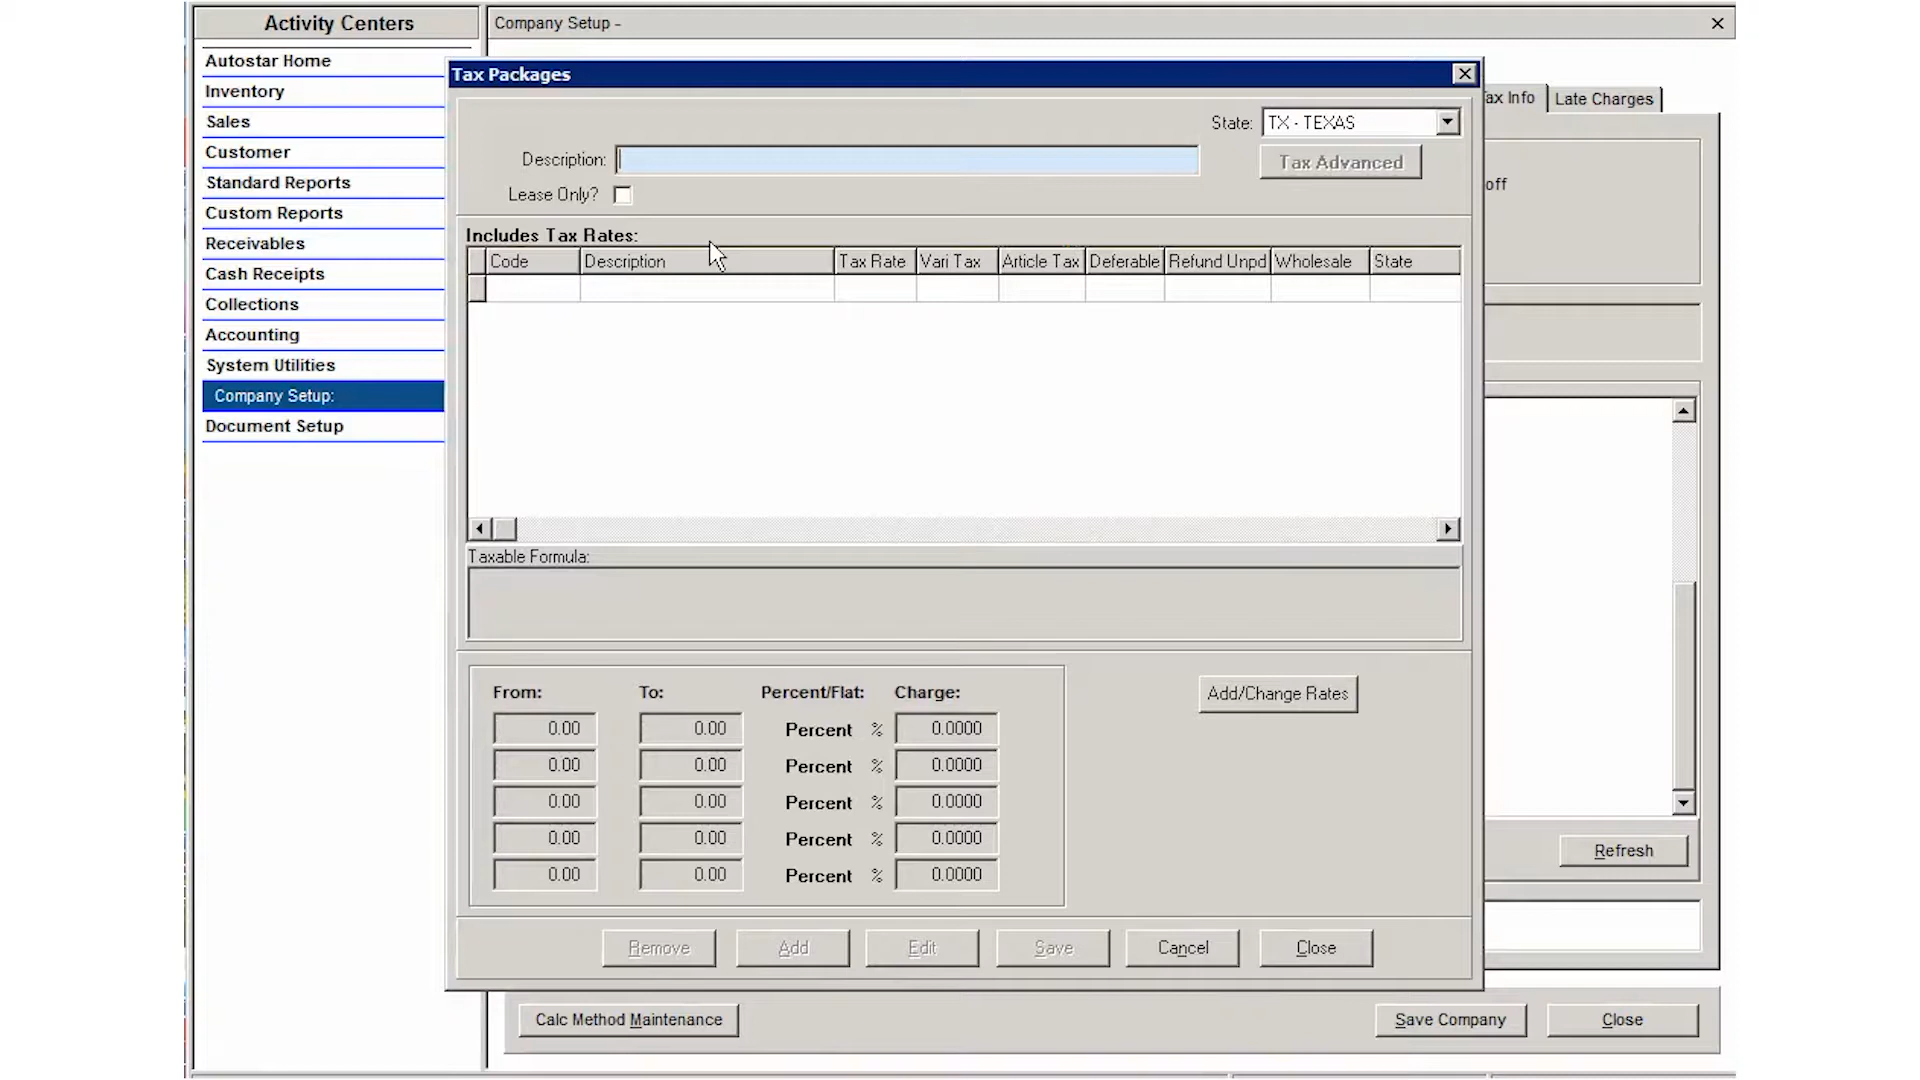 Activity Centers
Autostar Home
Inventory
Sales
Customer
Standard Reports
Custom Reports
Receivables
Cash Receipts
Collections
Accounting
System Utilities
Company Setup:
Document Setup
Company Setup -
Tax Info
Late Charges
off
Tax Packages
State: TX - TEXAS
Description:
Tax Advanced
Lease Only?
Includes Tax Rates:
Code Description Tax Rate Vari Tax Article Tax Deferable Refund Unpd Wholesale State
Taxable Formula:
From: To: Percent/Flat: Charge:
0.00 0.00 Percent % 0.0000
0.00 0.00 Percent % 0.0000
0.00 0.00 Percent % 0.0000
0.00 0.00 Percent % 0.0000
0.00 0.00 Percent % 0.0000
Add/Change Rates
Remove Add Edit Save Cancel Close
Refresh
Calc Method Maintenance
Save Company
Close